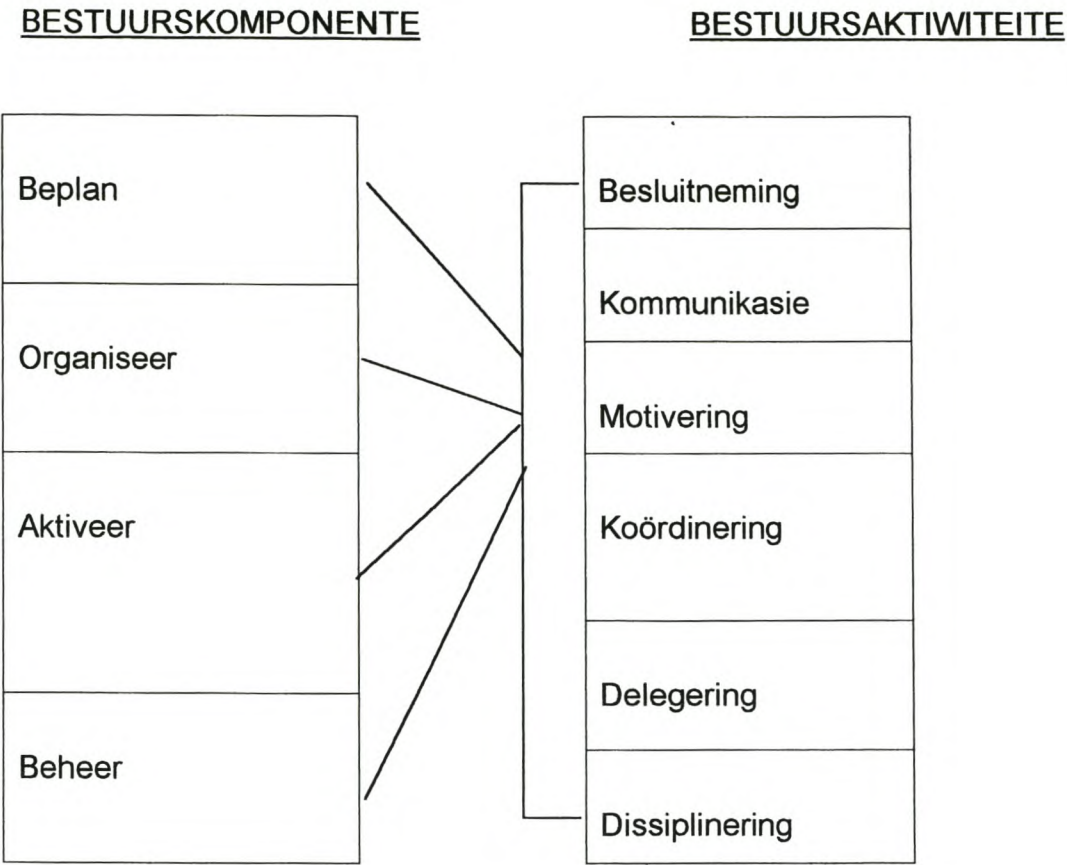 BESTUURSKOMPONENTE
BESTUURSAKTIWITEITE
Beplan
Organiseer
Aktiveer
Beheer
Besluitneming
Kommunikasie
Motivering
Koördinering
Delegering
Dissiplinering